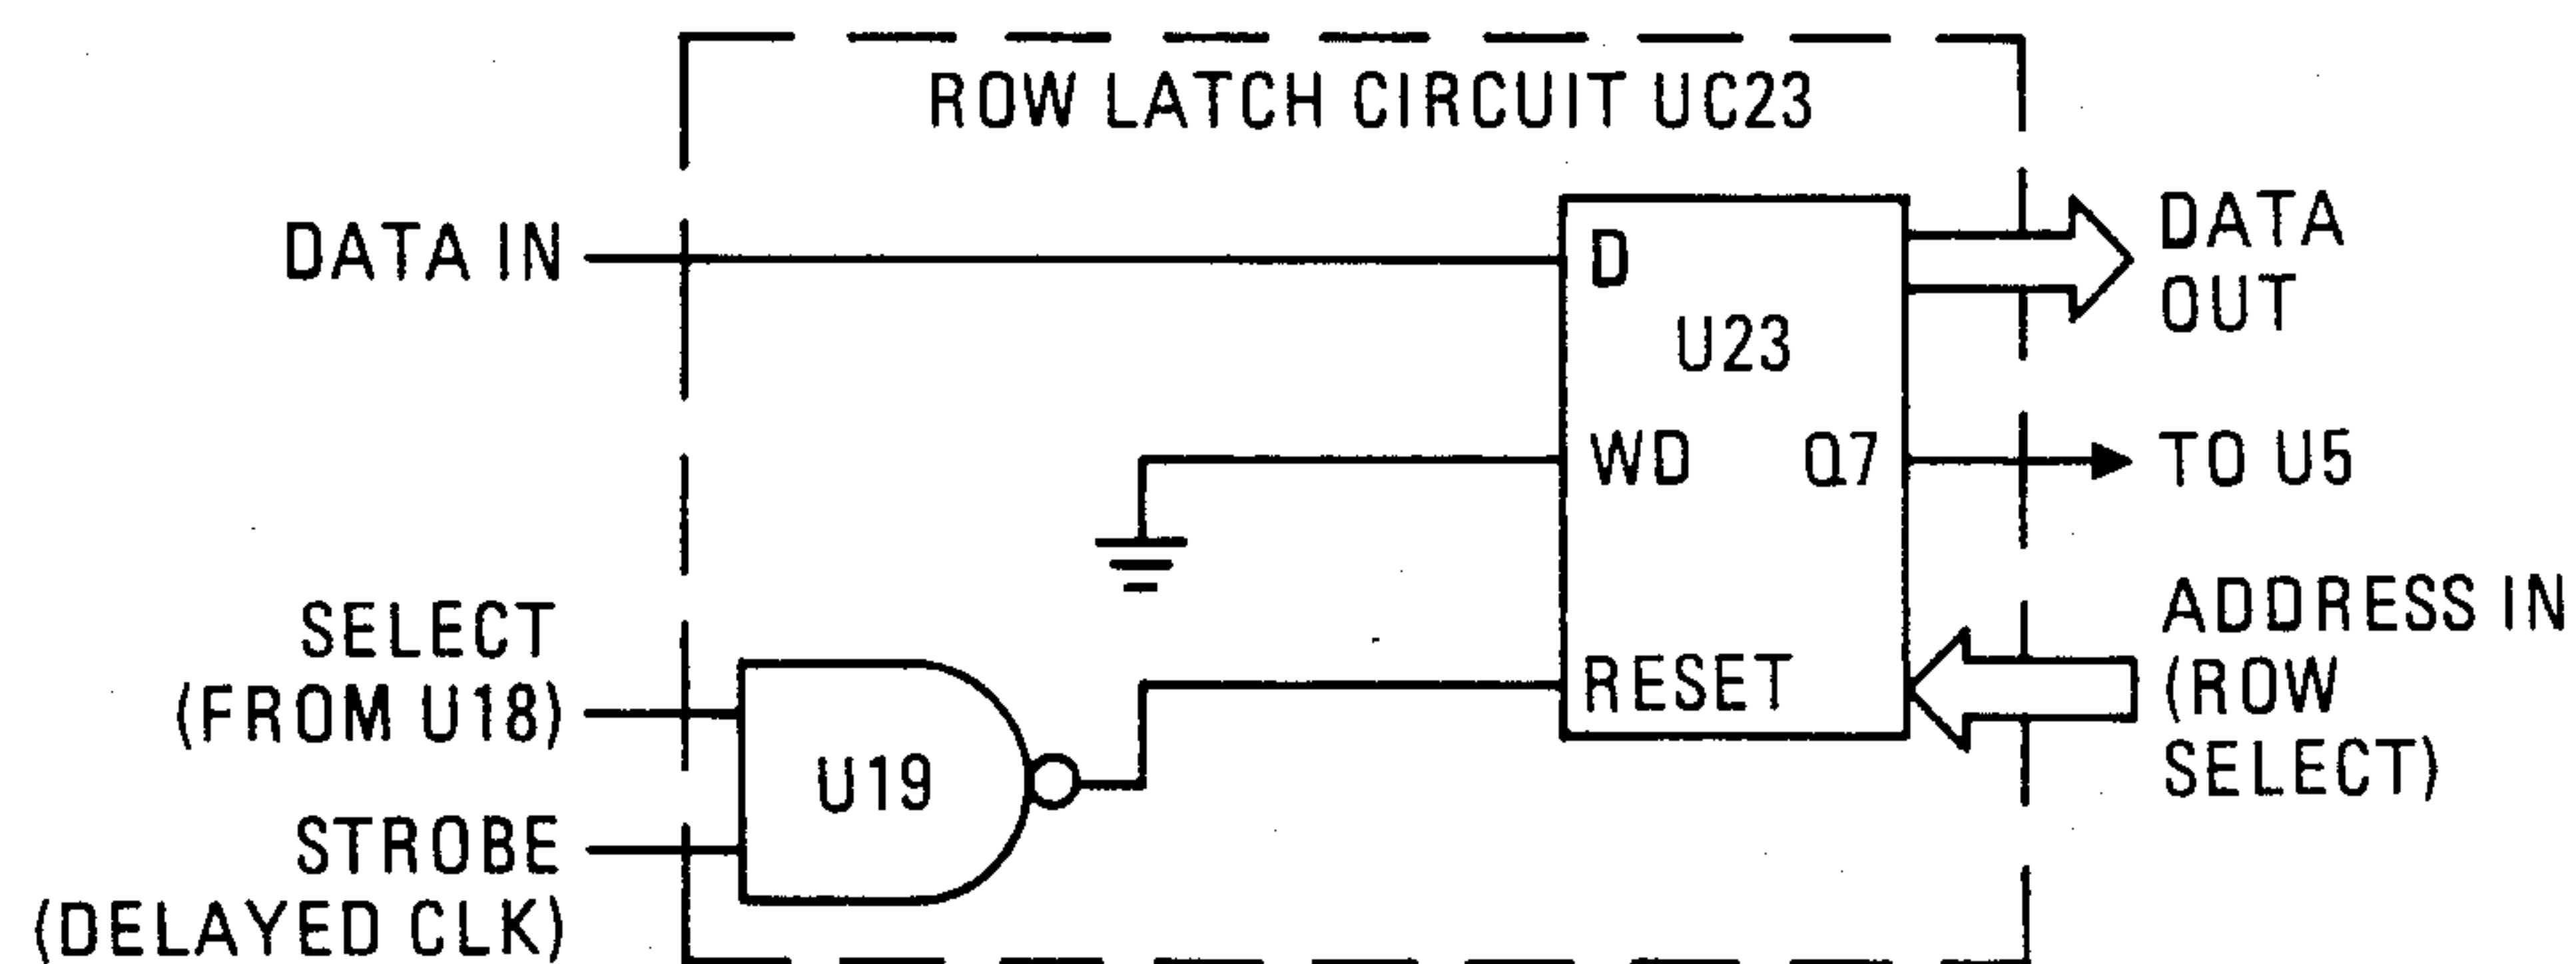 ROW LATCH CIRCUIT UC23
DATA IN
D
U23
WD
Q7
RESET
DATA
OUT
TO U5
ADDRESS IN
(ROW
SELECT)
SELECT
(FROM U18)
U19
STROBE
(DELAYED CLK)